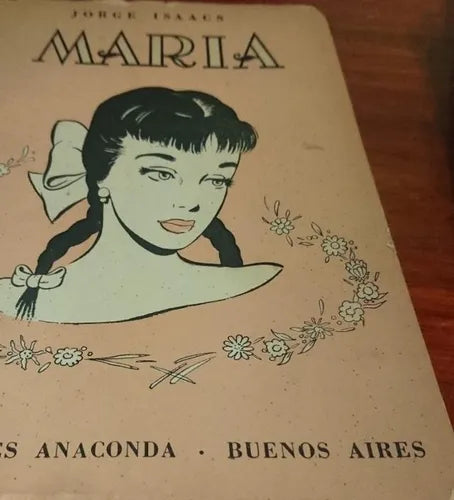 JORGE ISAACS
MARIA
ES ANACONDA · BUENOS AIRES